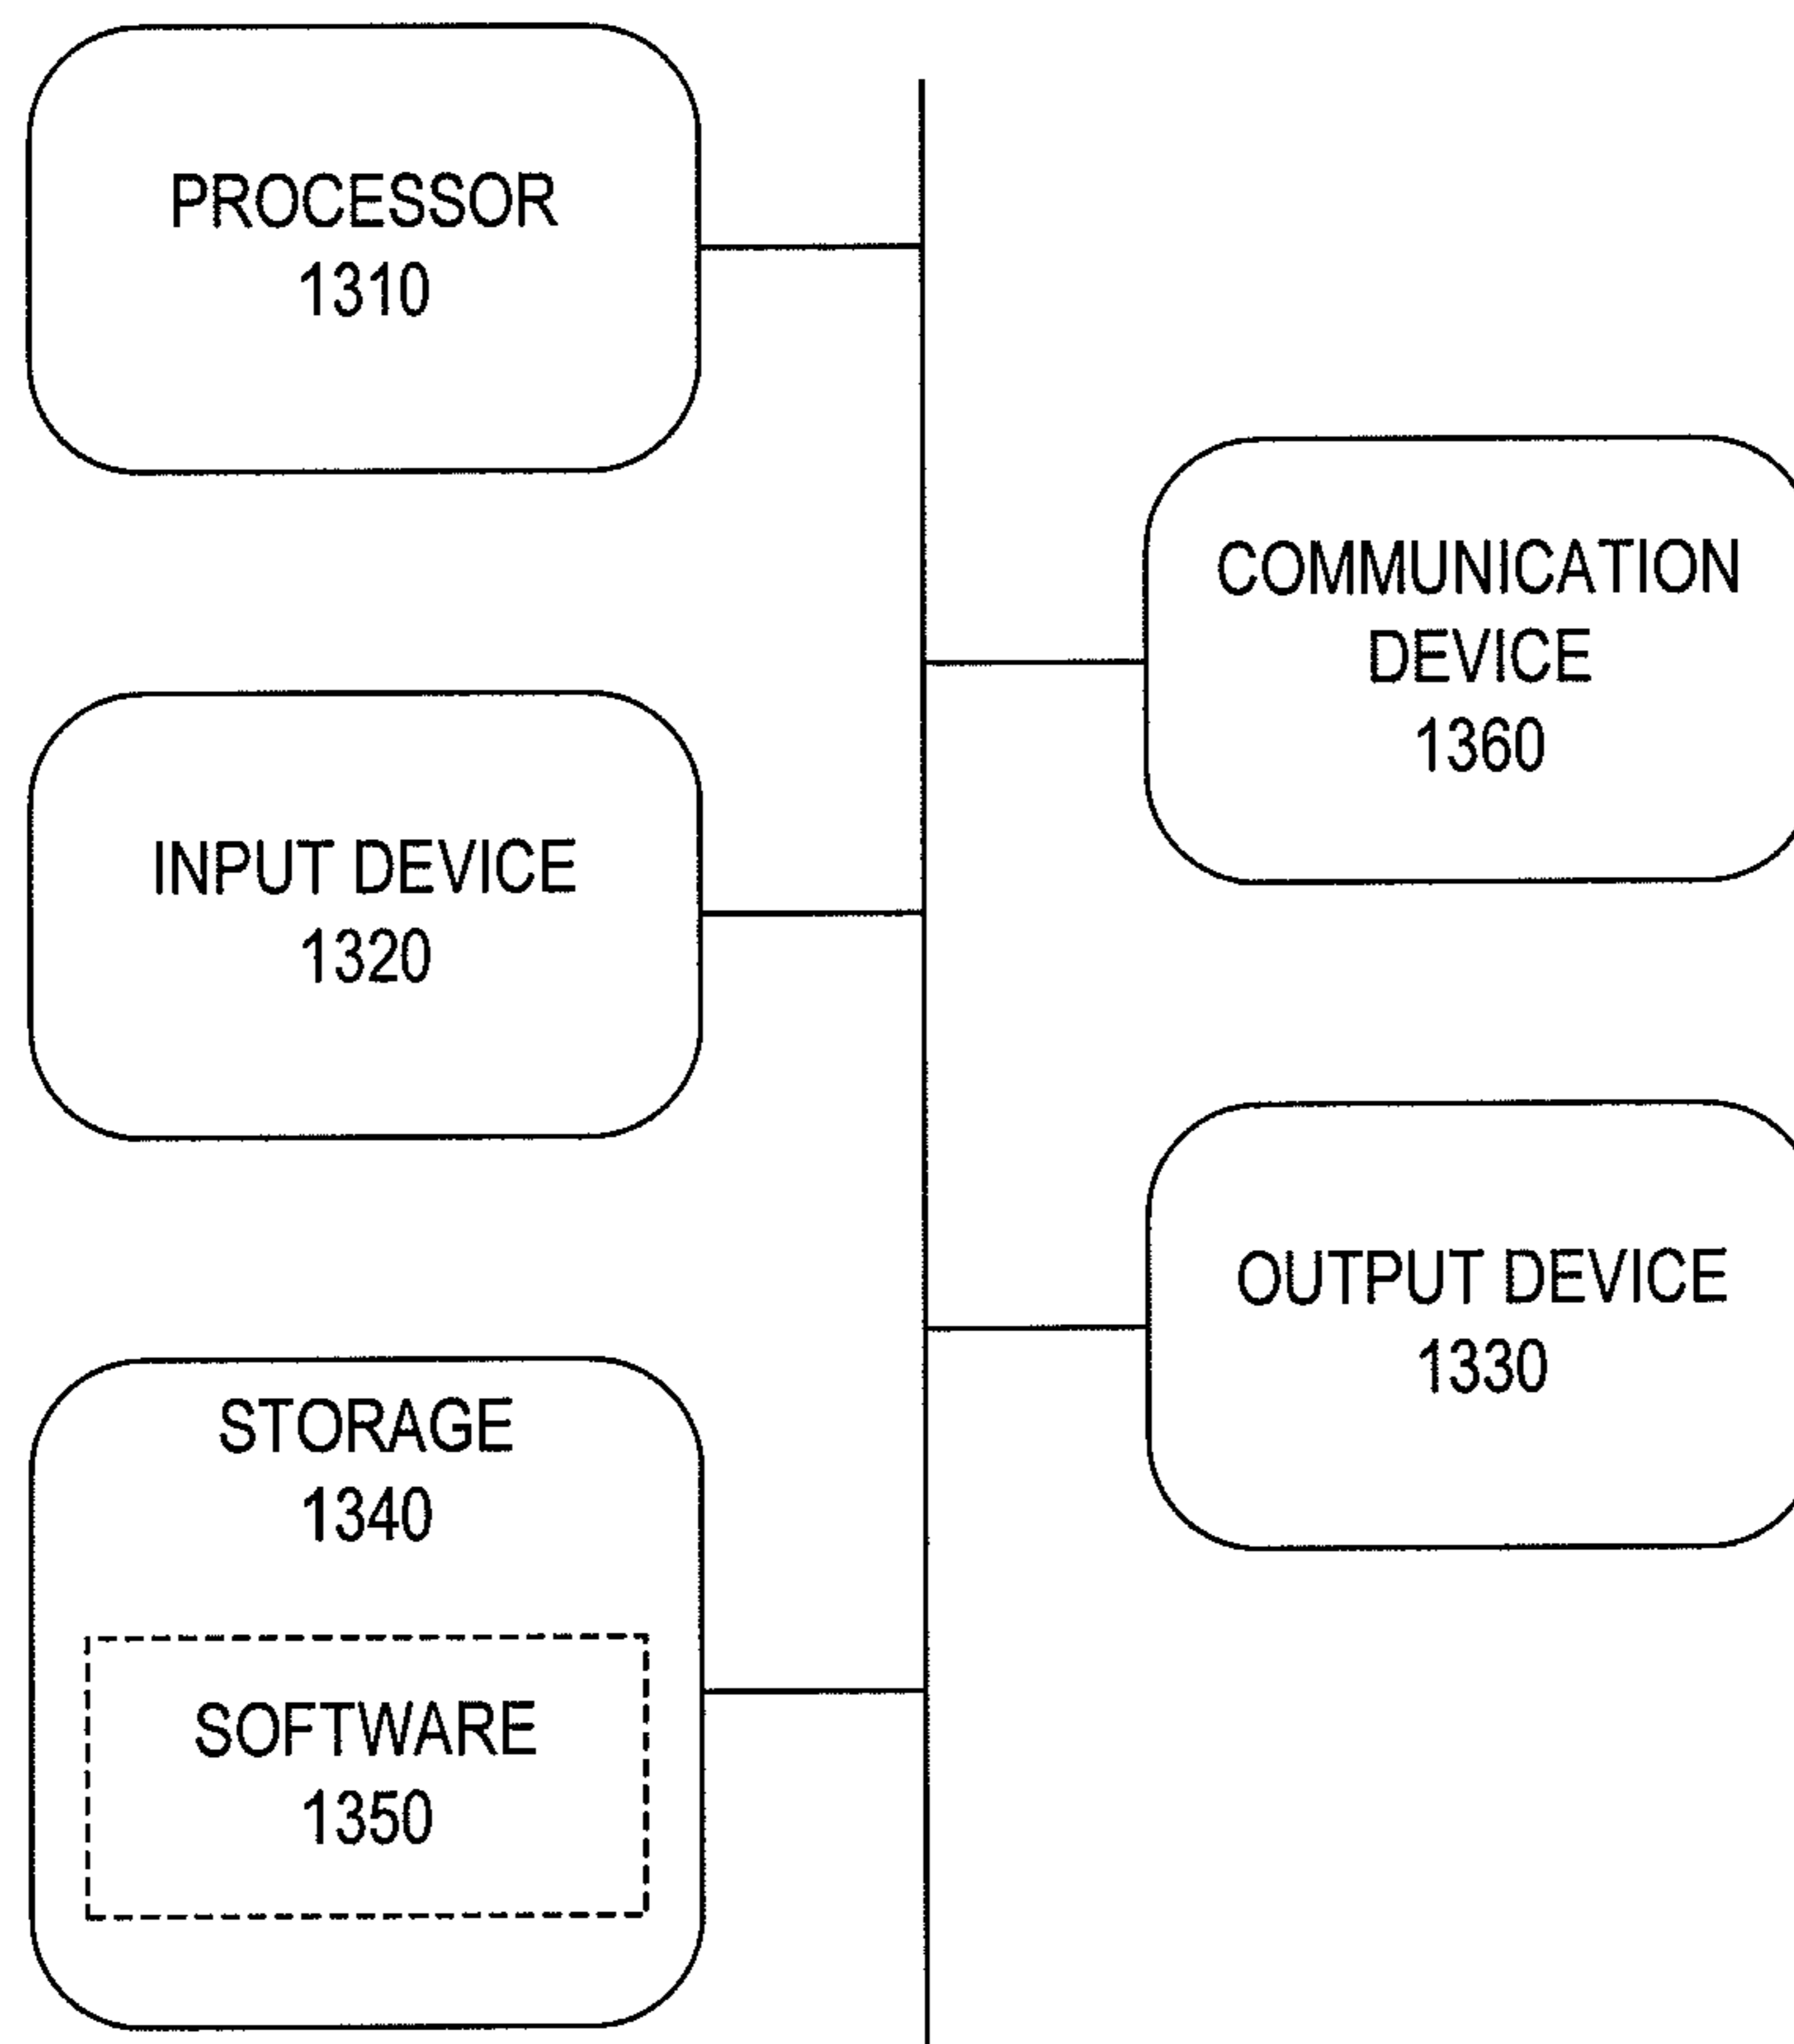 PROCESSOR
1310
COMMUNICATION
DEVICE
1360
INPUT DEVICE
1320
OUTPUT DEVICE
1330
STORAGE
1340
SOFTWARE
1350